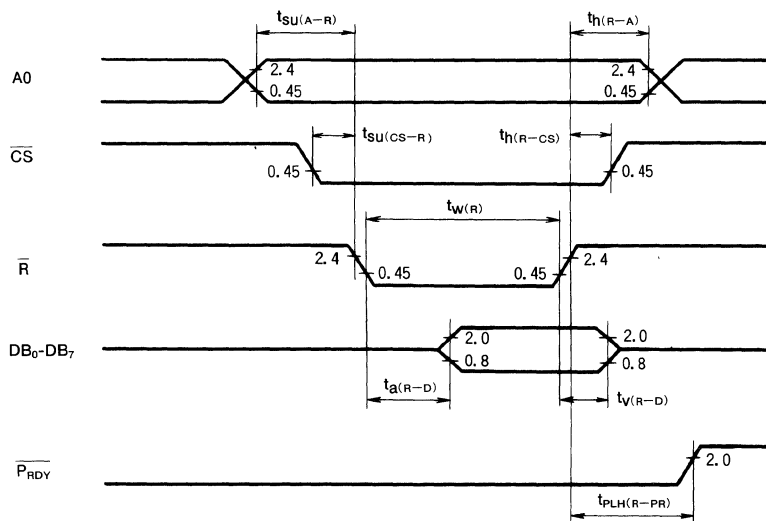 tsu(A-R) th(R-A)
A0 2.4 2.4
0.45 0.45
CS tsu(CS-R) th(R-CS)
0.45 0.45
tw(R)
R 2.4 0.45 0.45 2.4
DB0-DB7 2.0 2.0
0.8 0.8
ta(R-D) tv(R-D)
PRDY 2.0
tPLH(R-PR)